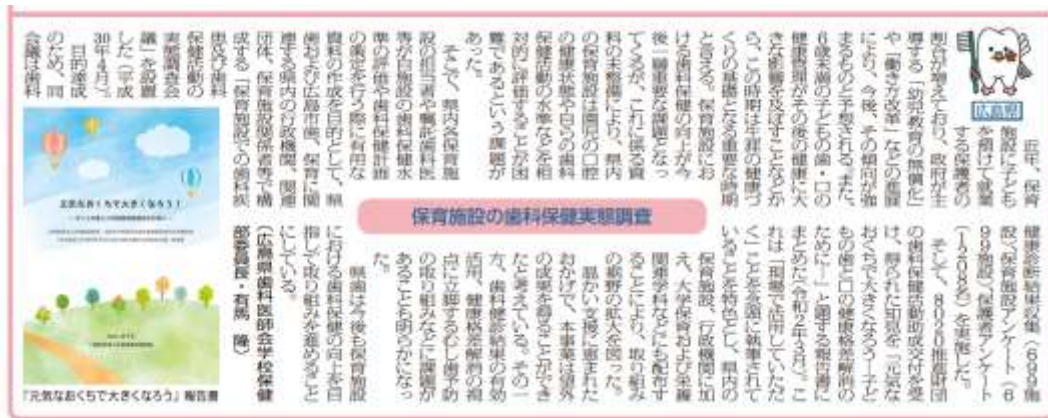 広島県
保育施設の歯科保健実態調査
近年、保育
施設に子ども
を預けて就業
する保護者の
割合が増えており、政府が主
導する「幼児教育の無償化」
や「働き方改革」などの進展
により、今後、その傾向が強
まるものと予想される。また、
6歳未満の子どもの歯・口の
健康管理がその後の健康に大
きな影響を及ぼすことなどか
ら、この時期は生涯の健康づ
くりの基礎となる重要な時期
と言える。保育施設にお
ける歯科保健の向上が今
後一層重要な課題となっ
てくるが、これに係る資
料の未整備により、県内
の保育施設は園児の口腔
の健康状態や自らの歯科
保健活動の水準などを相
対的に評価することが困
難であるという課題が
あった。
そこで、県内各保育施
設の担当者や嘱託歯科医
等が自施設の歯科保健水
準の評価や歯科保健計画
の策定を行う際に有用な
資料の作成を目的として、県
歯および広島市歯、保育に関
連する県内の行政機関、関連
団体、保育施設関係者等で構
成する「保育施設での歯科疾
患及び歯科
保健活動の
実態調査会
議」を設置
した(平成
30年4月)。
目的達成
のため、同
会議は歯科
健康診断結果収集(699施
設)、保育施設アンケート(6
99施設)、保護者アンケート
(1208名)を実施した。
そして、8020推進財団
の歯科保健活動助成交付を受
け、得られた知見を「元気な
おくちで大きくなろう!―子ど
もの歯と口の健康格差解消の
ために―」と題する報告書に
まとめた(令和2年3月)。こ
れは「現場で活用していただ
く」ことを念頭に執筆されて
いることを特色とし、県内の
保育施設、行政機関に加
え、大学保育および栄養
関連学科などにも配布す
ることにより、取り組み
の裾野の拡大を図った。
温かい支援に恵まれた
おかげで、本事業は望外
の成果を得ることができ
たと考えている。その一
方、歯科健診結果の有効
活用、健康格差解消の視
点に立脚するむし歯予防
の取り組みなどに課題が
あることも明らかになっ
た。
県歯は今後も保育施設
における歯科保健の向上を目
指して取り組みを進めること
にしている。
(広島県歯科医師会学校保健
部委員長・有馬 隆)
元気なおくちで大きくなろう!
「元気なおくちで大きくなろう」報告書